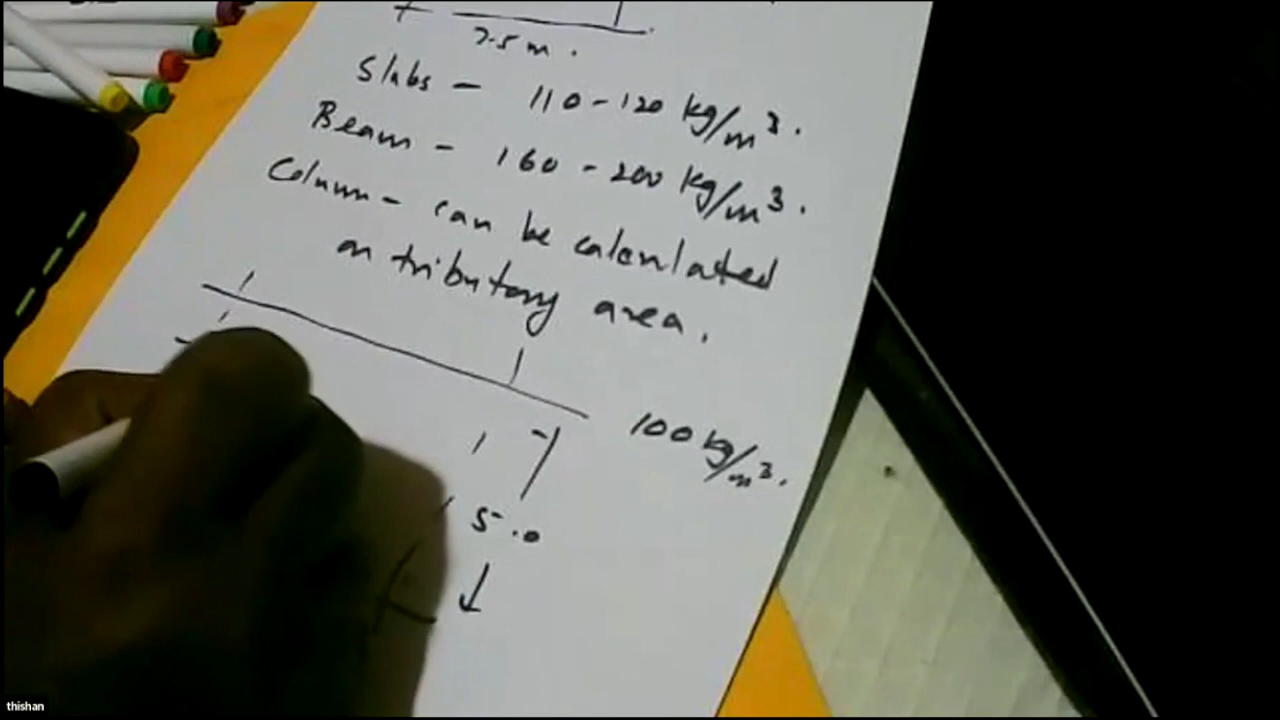 7.5 m.
Slabs - 110-120 kg/m3.
Beam - 160 - 200 kg/m3.
Column - can be calculated
on tributary area.
100 kg/m3.
5.0
thishan